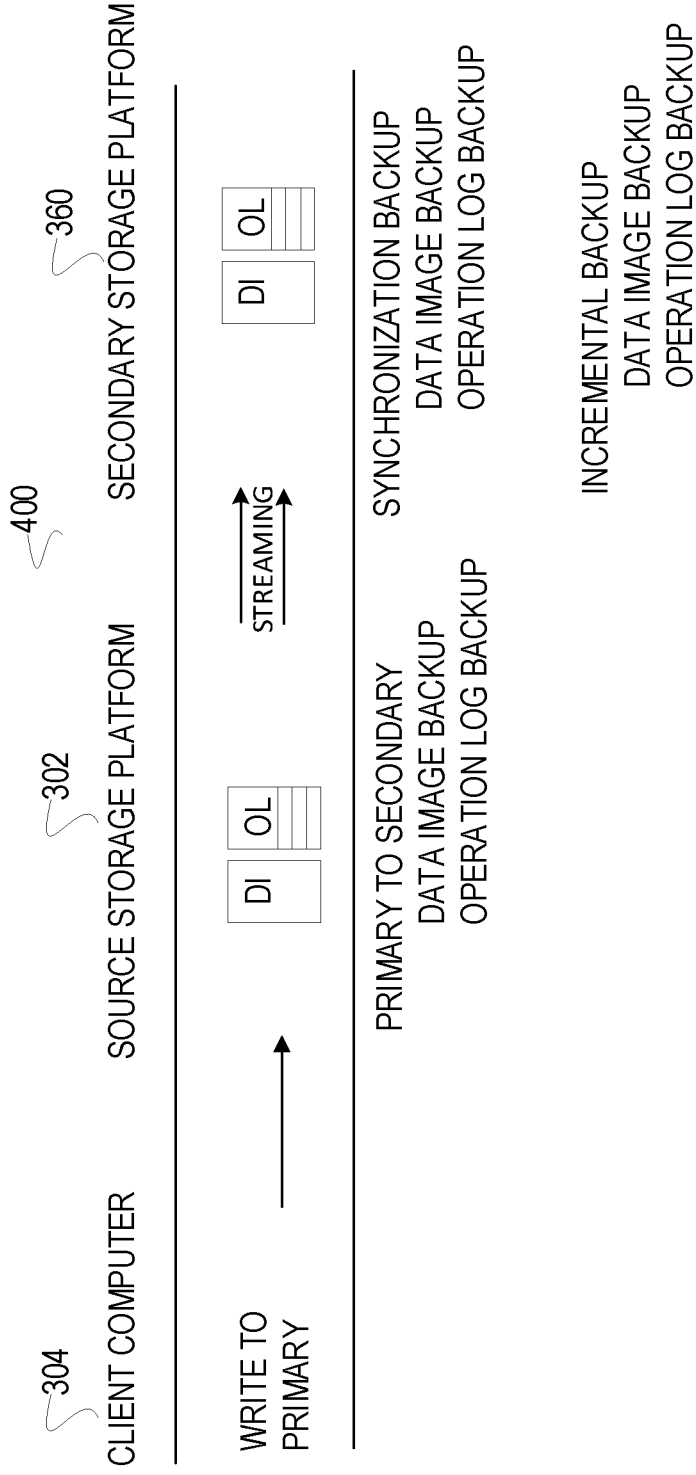 400
304
302
360
CLIENT COMPUTER
SOURCE STORAGE PLATFORM
SECONDARY STORAGE PLATFORM
WRITE TO
PRIMARY
DI
OL
STREAMING
DI
OL
PRIMARY TO SECONDARY
DATA IMAGE BACKUP
OPERATION LOG BACKUP
SYNCHRONIZATION BACKUP
DATA IMAGE BACKUP
OPERATION LOG BACKUP
INCREMENTAL BACKUP
DATA IMAGE BACKUP
OPERATION LOG BACKUP